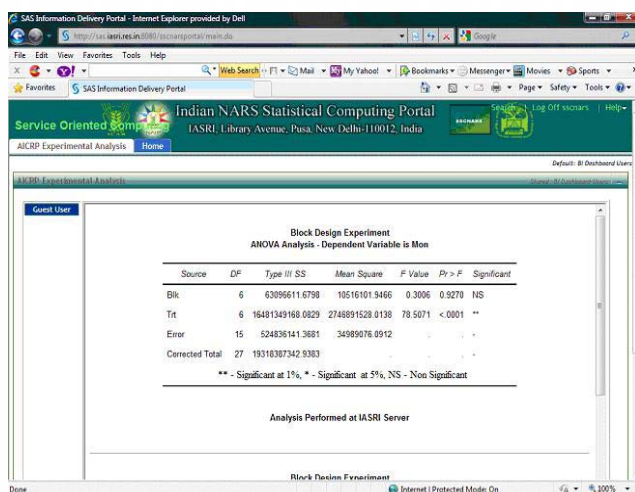 SAS Information Delivery Portal - Internet Explorer provided by Dell
http://sas.iasri.res.in:8080/sscnarsportal/main.do
Google
File Edit View Favorites Tools Help
Web Search Mail My Yahoo! Bookmarks Messenger Movies Sports
Favorites SAS Information Delivery Portal Page Safety Tools
Indian NARS Statistical Computing Portal
Search Log Off sscnars Help
Service Oriented Computing
IASRI, Library Avenue, Pusa, New Delhi-110012, India
SSCNARS
AICRP Experimental Analysis Home
Default: BI Dashboard Users
AICRP Experimental Analysis
Shared - BI Dashboard Users
Guest User
Block Design Experiment
ANOVA Analysis - Dependent Variable is Mon
Source DF Type III SS Mean Square F Value Pr > F Significant
Blk 6 63096611.6798 10516101.9466 0.3006 0.9270 NS
Trt 6 16481349168.0829 2746891528.0138 78.5071 <.0001 **
Error 15 524836141.3681 34989076.0912 . . -
Corrected Total 27 19318387342.9383 . . . -
** - Significant at 1%, * - Significant at 5%, NS - Non Significant
Analysis Performed at IASRI Server
Block Design Experiment
Done Internet | Protected Mode: On 100%